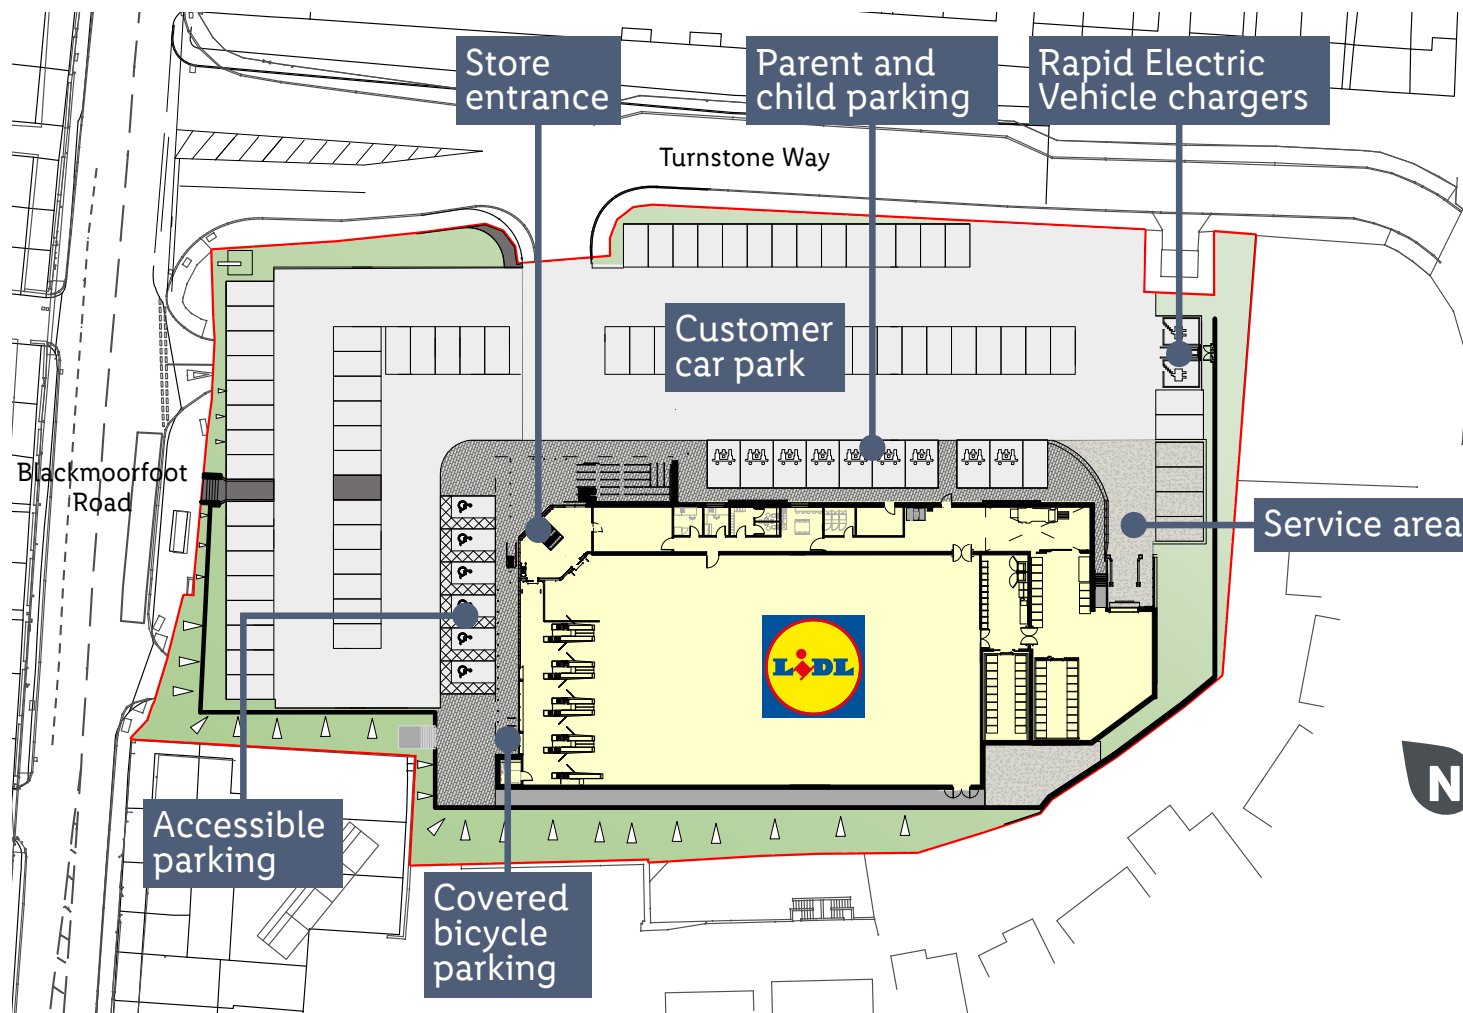 Store
entrance
Parent and
child parking
Rapid Electric
Vehicle chargers
Turnstone Way
Customer
car park
Blackmoorfoot
Road
Service area
LIDL
N
Accessible
parking
Covered
bicycle
parking